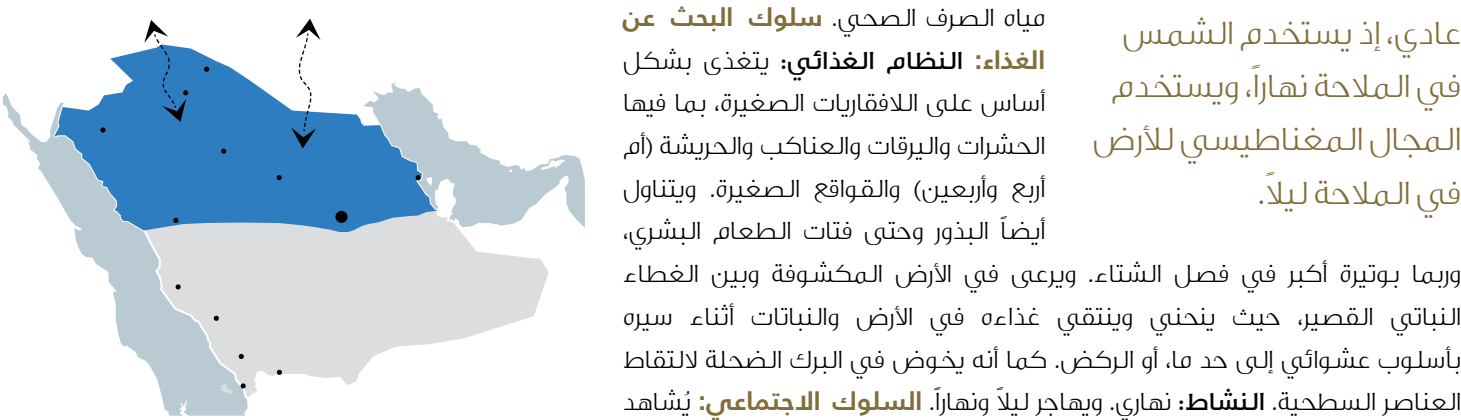 عادي، إذ يستخدم الشمس
في الملاحة نهاراً، ويستخدم
المجال المغناطيسي للأرض
في الملاحة ليلاً.
مياه الصرف الصحي. سلوك البحث عن
الغذاء: النظام الغذائي: يتغذى بشكل
أساس على اللافقاريات الصغيرة، بما فيها
الحشرات واليرقات والعناكب والحريشة (أم
أربع وأربعين) والقواقع الصغيرة. ويتناول
أيضاً البذور وحتى فتات الطعام البشري،
وربما بوتيرة أكبر في فصل الشتاء. ويرعى في الأرض المكشوفة وبين الغطاء
النباتي القصير، حيث ينحني وينتقي غذاءه في الأرض والنباتات أثناء سيره
بأسلوب عشوائي إلى حد ما، أو الركض. كما أنه يخوض في البرك الضحلة لالتقاط
العناصر السطحية. النشاط: نهاري. ويهاجر ليلاً ونهاراً. السلوك الاجتماعي: يُشاهد